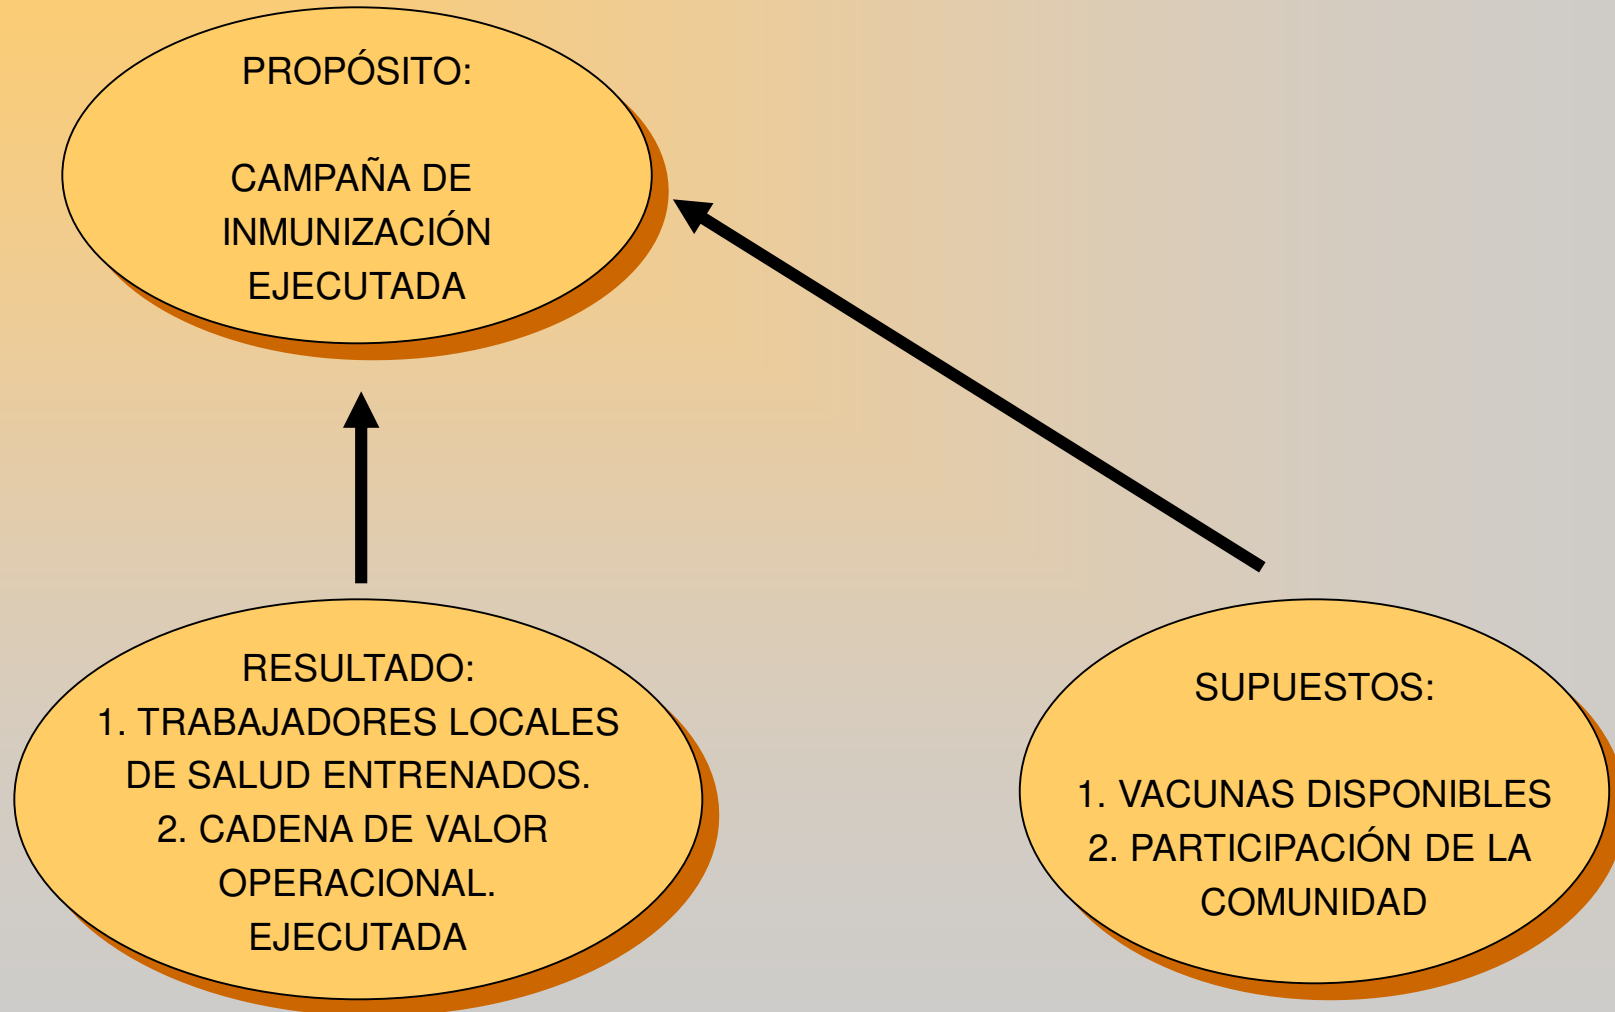 PROPÓSITO:
CAMPAÑA DE
INMUNIZACIÓN
EJECUTADA
RESULTADO:
1. TRABAJADORES LOCALES
DE SALUD ENTRENADOS.
2. CADENA DE VALOR
OPERACIONAL.
EJECUTADA
SUPUESTOS:
1. VACUNAS DISPONIBLES
2. PARTICIPACIÓN DE LA
COMUNIDAD